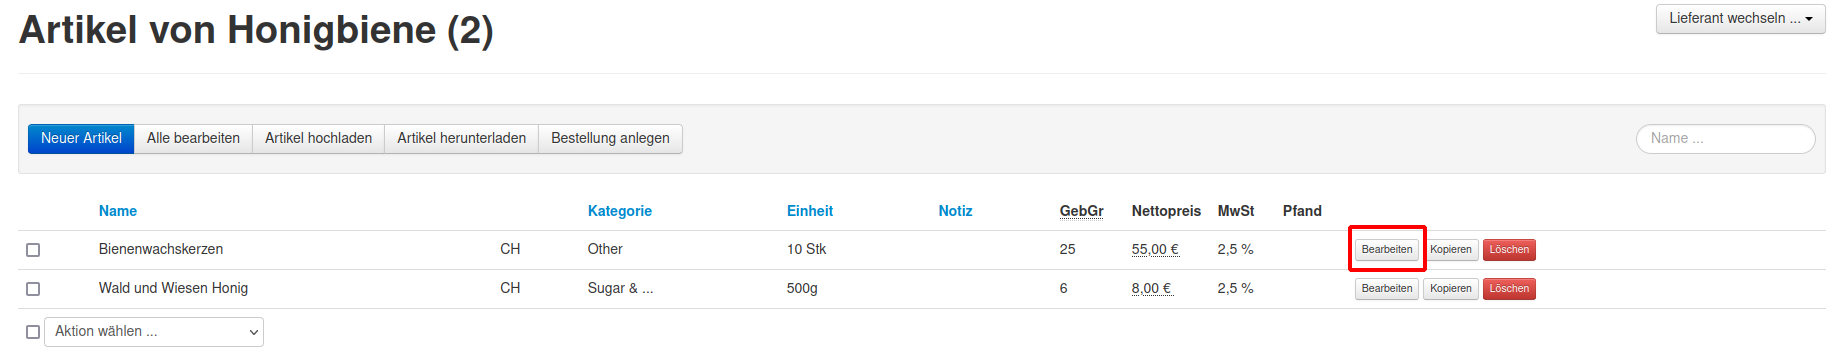 Artikel von Honigbiene (2)
Lieferant wechseln ...
Neuer Artikel Alle bearbeiten Artikel hochladen Artikel herunterladen Bestellung anlegen Name ...
Name Kategorie Einheit Notiz GebGr Nettopreis MwSt Pfand
Bienenwachskerzen CH Other 10 Stk 25 55,00 € 2,5 % Bearbeiten Kopieren Löschen
Wald und Wiesen Honig CH Sugar & ... 500g 6 8,00 € 2,5 % Bearbeiten Kopieren Löschen
Aktion wählen ...